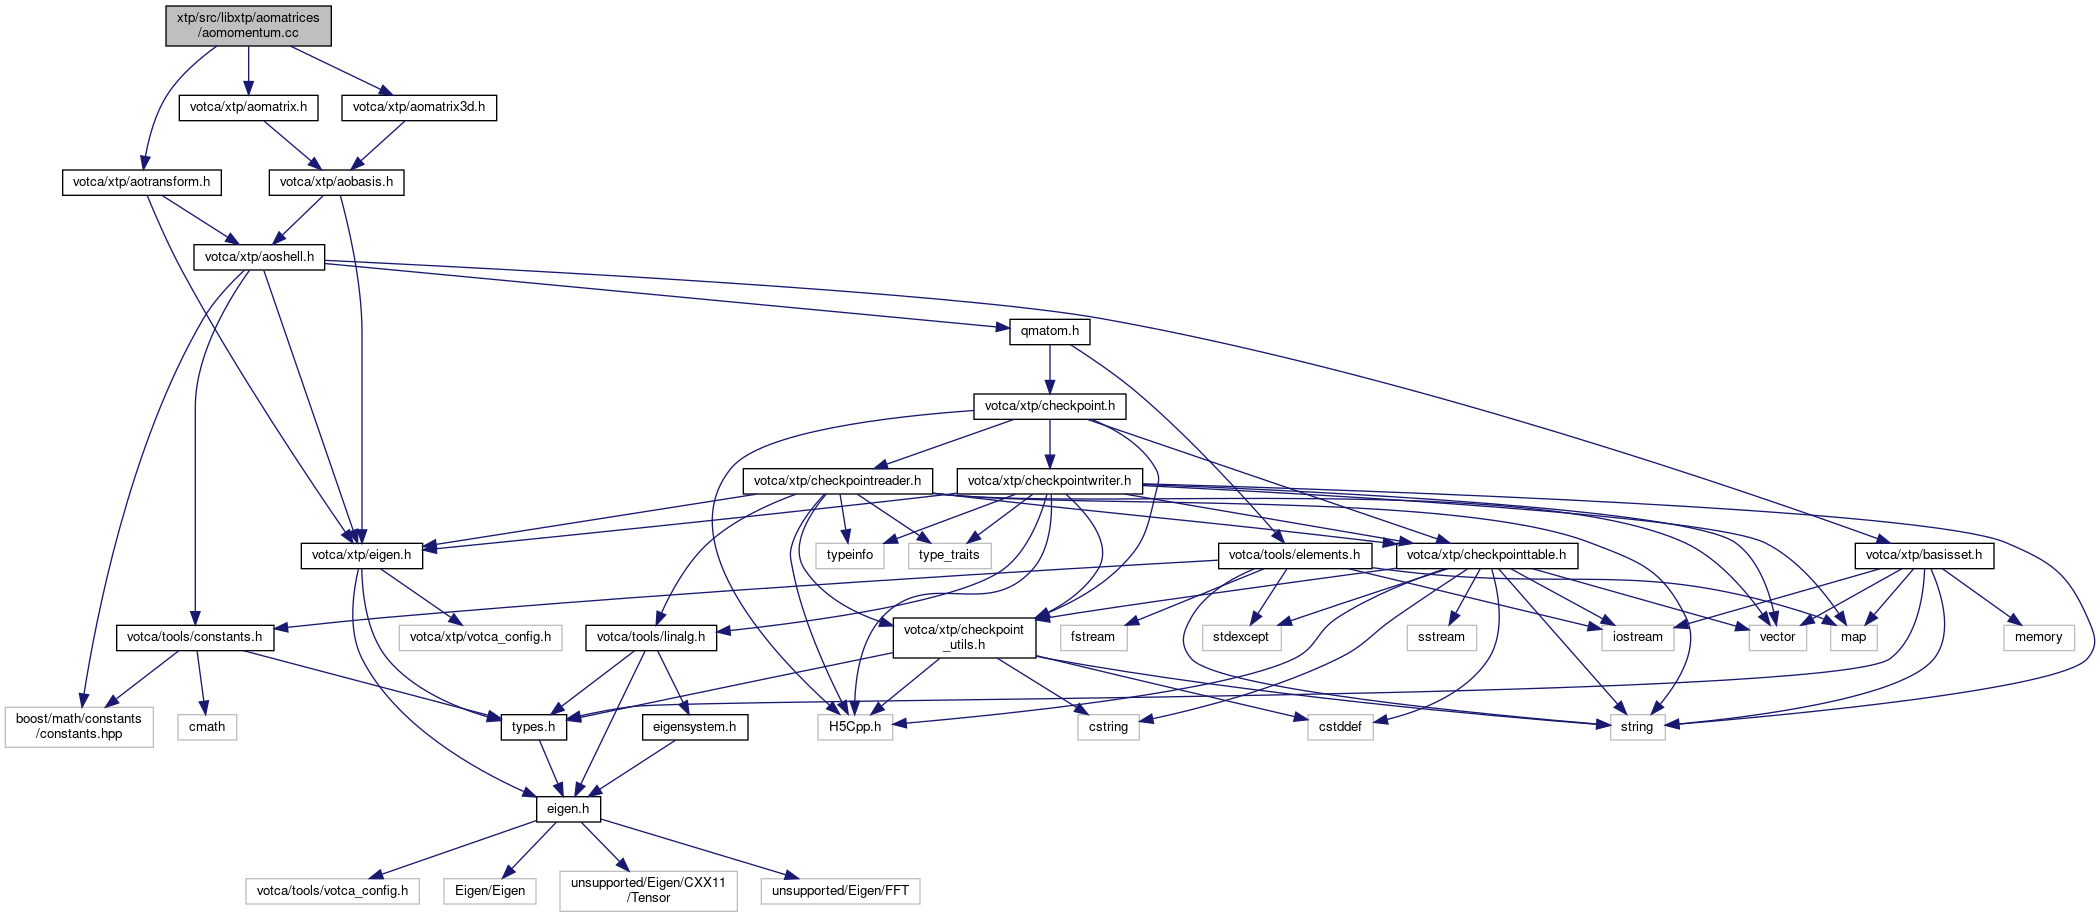 xtp/src/libxtp/aomatrices
/aomomentum.cc
votca/xtp/aomatrix.h
votca/xtp/aomatrix3d.h
votca/xtp/aotransform.h
votca/xtp/aobasis.h
votca/xtp/aoshell.h
qmatom.h
votca/xtp/checkpoint.h
votca/xtp/checkpointreader.h
votca/xtp/checkpointwriter.h
votca/xtp/eigen.h
typeinfo
type_traits
votca/tools/elements.h
votca/xtp/checkpointtable.h
votca/xtp/basisset.h
votca/tools/constants.h
votca/xtp/votca_config.h
votca/tools/linalg.h
votca/xtp/checkpoint
_utils.h
fstream
stdexcept
sstream
iostream
vector
map
memory
boost/math/constants
/constants.hpp
cmath
types.h
eigensystem.h
H5Cpp.h
cstring
cstddef
string
eigen.h
votca/tools/votca_config.h
Eigen/Eigen
unsupported/Eigen/CXX11
/Tensor
unsupported/Eigen/FFT